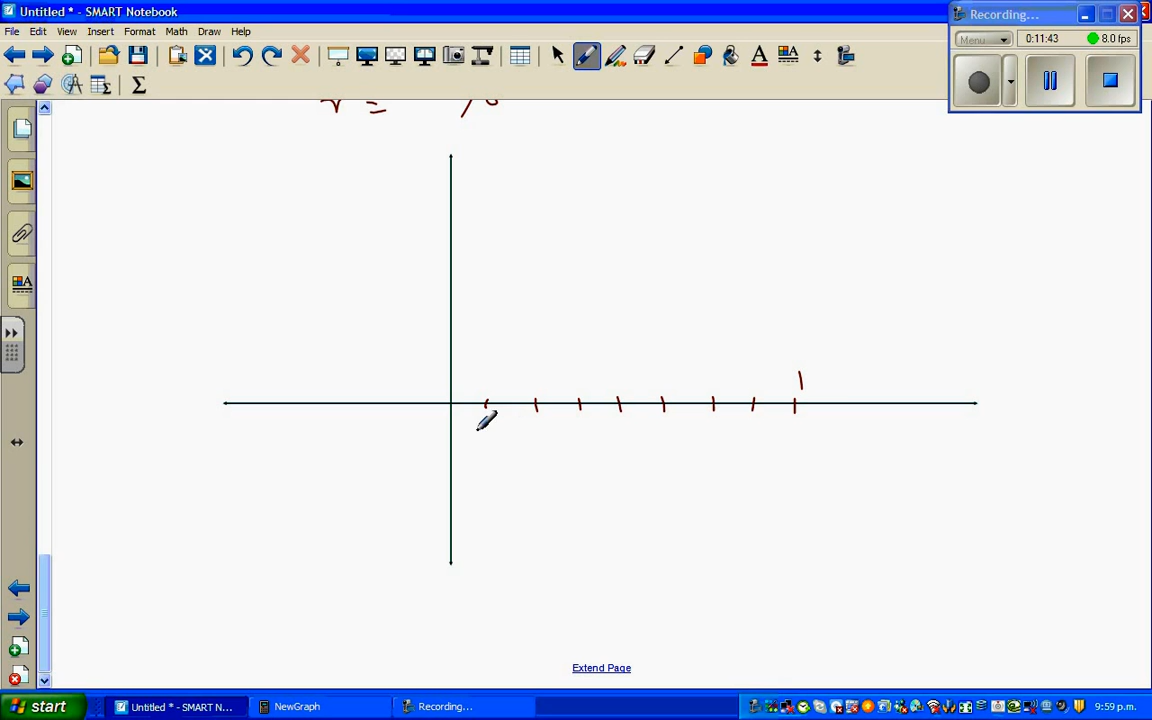 Untitled * - SMART Notebook
Recording...
File Edit View Insert Format Math Draw Help
Menu
0:11:43
8.0 fps
1
Extend Page
start
Untitled * - SMART N...
NewGraph
Recording...
9:59 p.m.